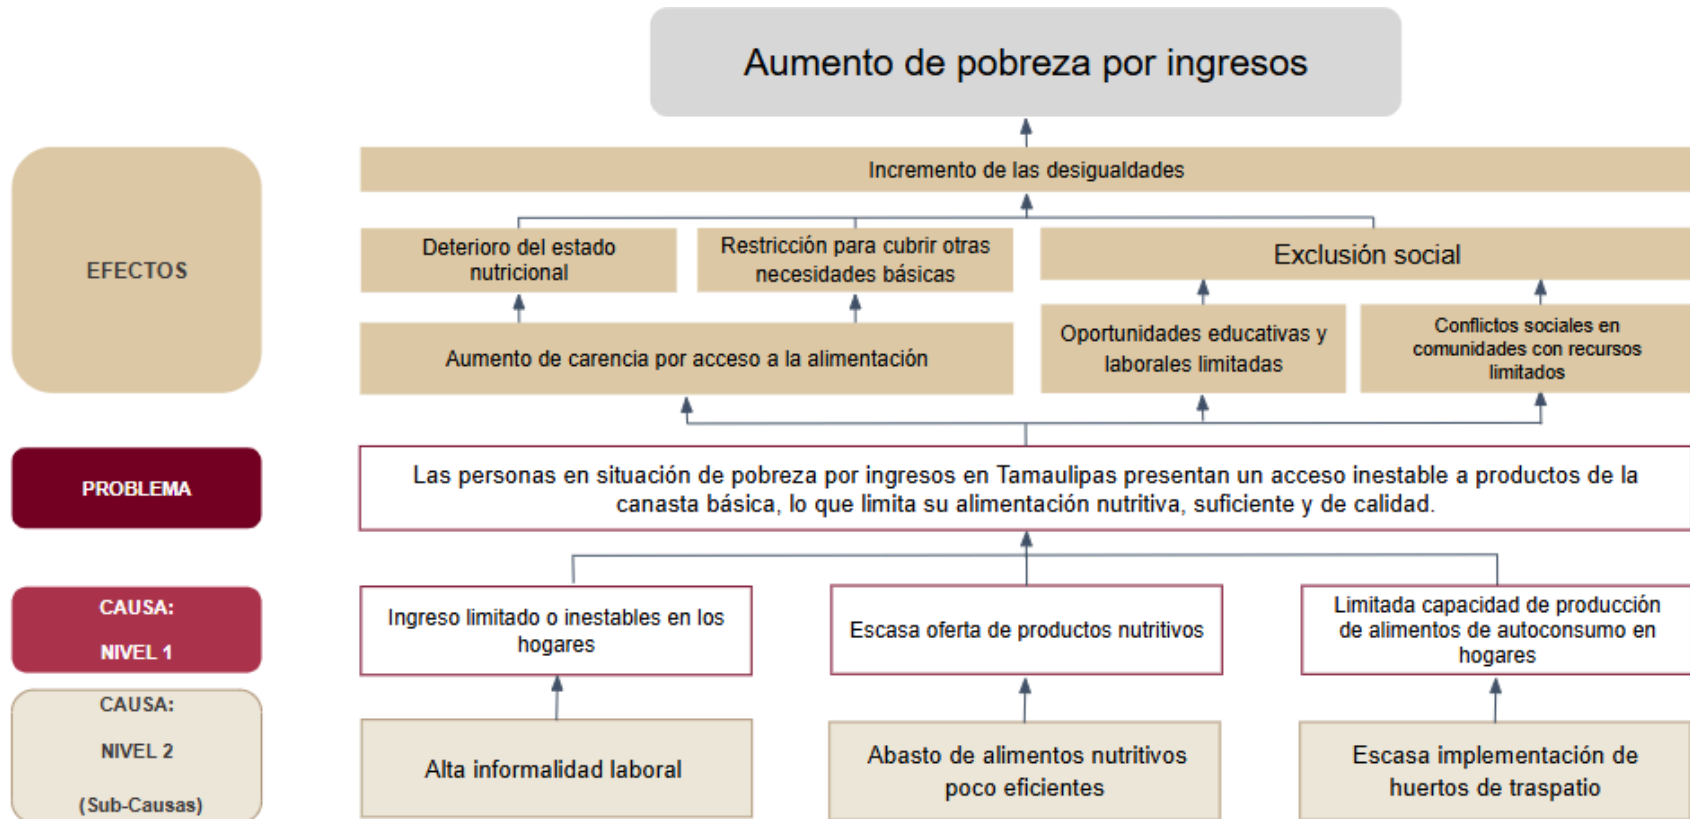 Aumento de pobreza por ingresos
EFECTOS
Incremento de las desigualdades
Deterioro del estado
nutricional
Restricción para cubrir otras
necesidades básicas
Exclusión social
Aumento de carencia por acceso a la alimentación
Oportunidades educativas y
laborales limitadas
Conflictos sociales en
comunidades con recursos
limitados
PROBLEMA
Las personas en situación de pobreza por ingresos en Tamaulipas presentan un acceso inestable a productos de la
canasta básica, lo que limita su alimentación nutritiva, suficiente y de calidad.
CAUSA:
NIVEL 1
Ingreso limitado o inestables en los
hogares
Escasa oferta de productos nutritivos
Limitada capacidad de producción
de alimentos de autoconsumo en
hogares
CAUSA:
NIVEL 2
(Sub-Causas)
Alta informalidad laboral
Abasto de alimentos nutritivos
poco eficientes
Escasa implementación de
huertos de traspatio